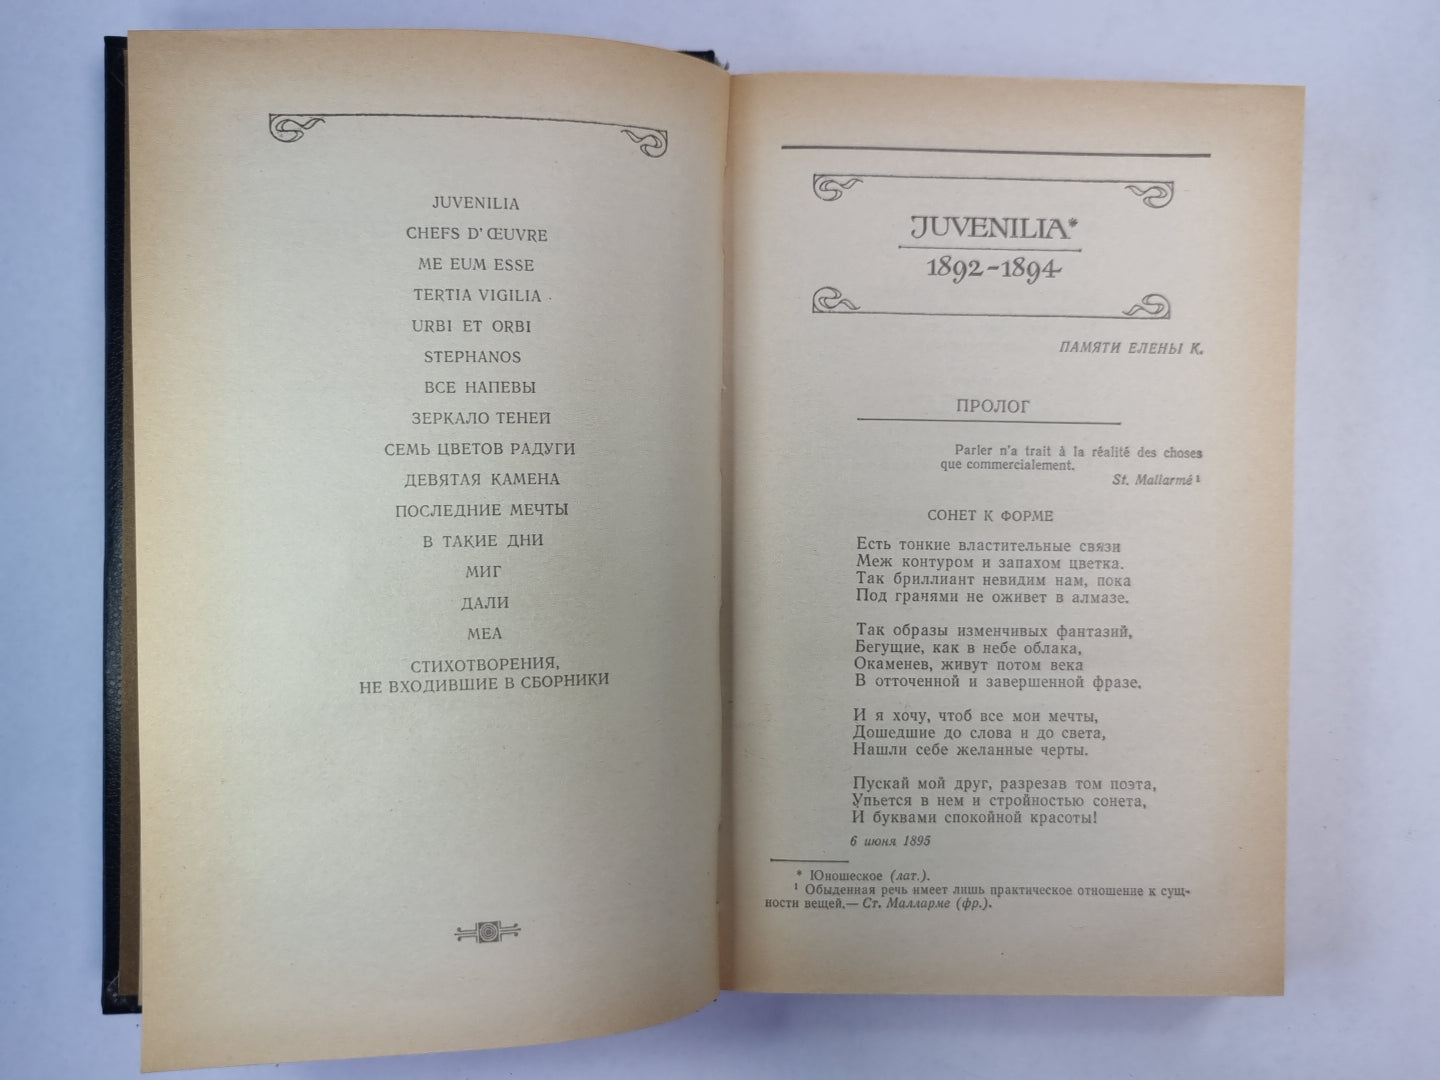 JUVENILIA
CHEFS D'ŒUVRE
ME EUM ESSE
TERTIA VIGILIA
URBI ET ORBI
STEPHANOS
ВСЕ НАПЕВЫ
ЗЕРКАЛО ТЕНЕЙ
СЕМЬ ЦВЕТОВ РАДУГИ
ДЕВЯТАЯ КАМЕНА
ПОСЛЕДНИЕ МЕЧТЫ
В ТАКИЕ ДНИ
МИГ
ДАЛИ
МЕА
СТИХОТВОРЕНИЯ,
НЕ ВХОДИВШИЕ В СБОРНИКИ
JUVENILIA*
1892-1894
ПАМЯТИ ЕЛЕНЫ К.
ПРОЛОГ
Parler n'a trait à la réalité des choses
que commercialement.
St. Mallarmé ¹
СОНЕТ К ФОРМЕ
Есть тонкие властительные связи
Меж контуром и запахом цветка.
Так бриллиант невидим нам, пока
Под гранями не оживет в алмазе.
Так образы изменчивых фантазий,
Бегущие, как в небе облака,
Окаменев, живут потом века
В отточенной и завершенной фразе.
И я хочу, чтоб все мои мечты,
Дошедшие до слова и до света,
Нашли себе желанные черты.
Пускай мой друг, разрезав том поэта,
Упьется в нем и стройностью сонета,
И буквами спокойной красоты!
6 июня 1895
* Юношеское (лат.).
¹ Обыденная речь имеет лишь практическое отношение к сущ-
ности вещей.— Ст. Малларме (фр.).